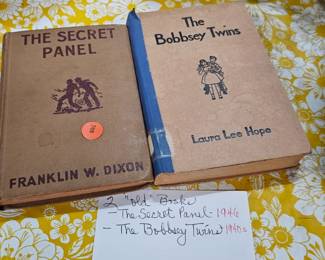 THE SECRET
PANEL
FRANKLIN W. DIXON
The
Bobbsey Twins
Laura Lee Hope
2 "old" Books
- The Secret Panel - 1946
- The Bobbsey Twins 1940s